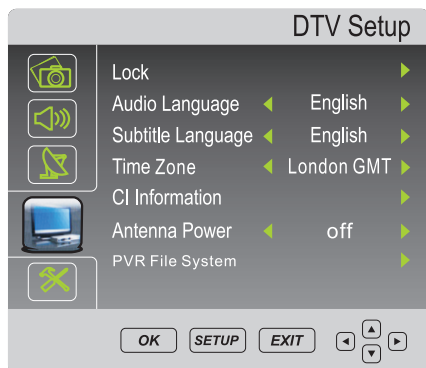 DTV Setup
Lock
Audio Language English
Subtitle Language English
Time Zone London GMT
CI Information
Antenna Power off
PVR File System
OK SETUP EXIT